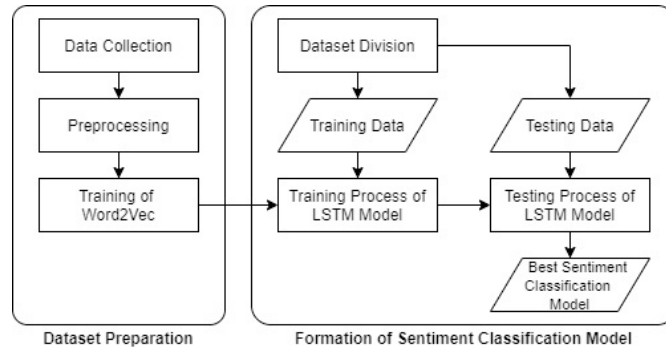 Data Collection
Preprocessing
Training of
Word2Vec
Dataset Preparation
Dataset Division
Training Data
Testing Data
Training Process of
LSTM Model
Testing Process of
LSTM Model
Best Sentiment
Classification
Model
Formation of Sentiment Classification Model